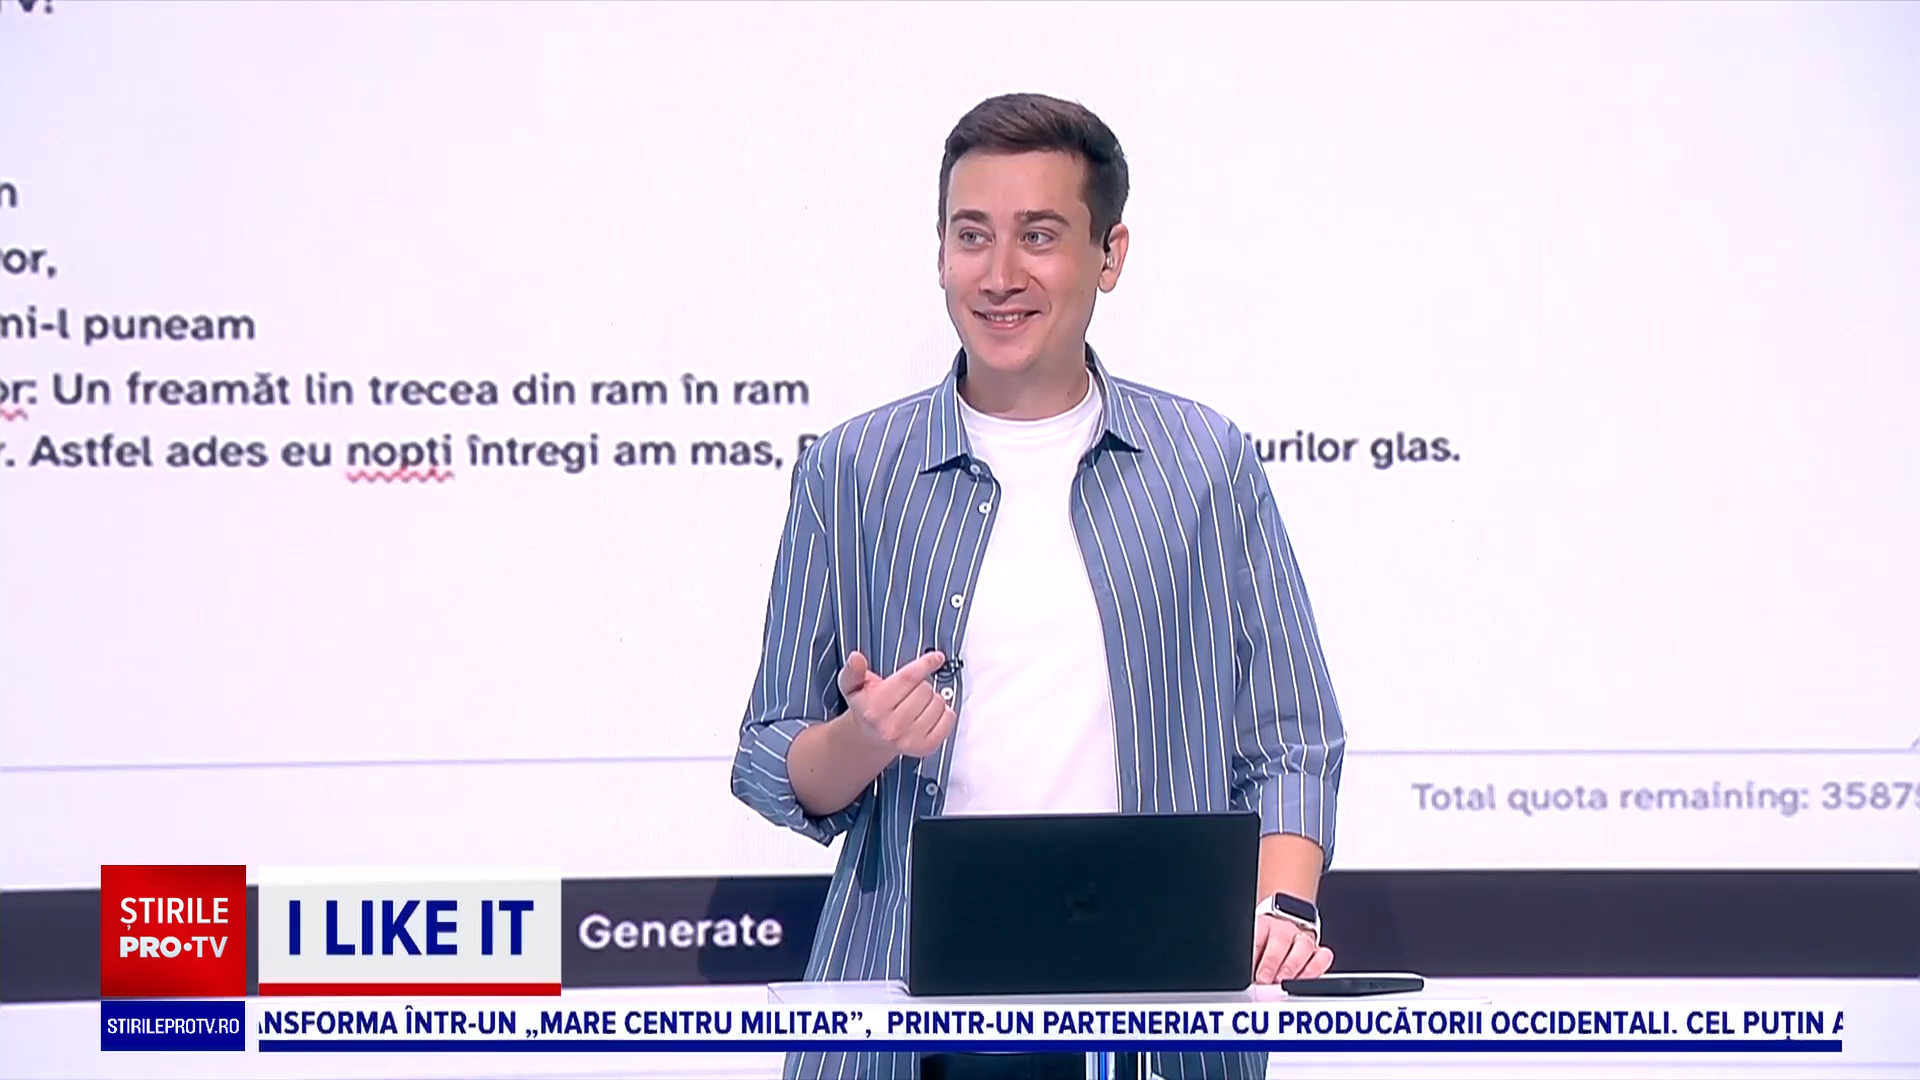 or,
mi-l puneam
or: Un freamăt lin trecea din ram în ram
r. Astfel ades eu nopti întregi am mas,
urilor glas.
Total quota remaining: 3587
Generate
ȘTIRILE
PRO•TV
I LIKE IT
STIRILEPROTV.RO
ANSFORMA ÎNTR-UN „MARE CENTRU MILITAR”, PRINTR-UN PARTENERIAT CU PRODUCĂTORII OCCIDENTALI. CEL PUȚIN A